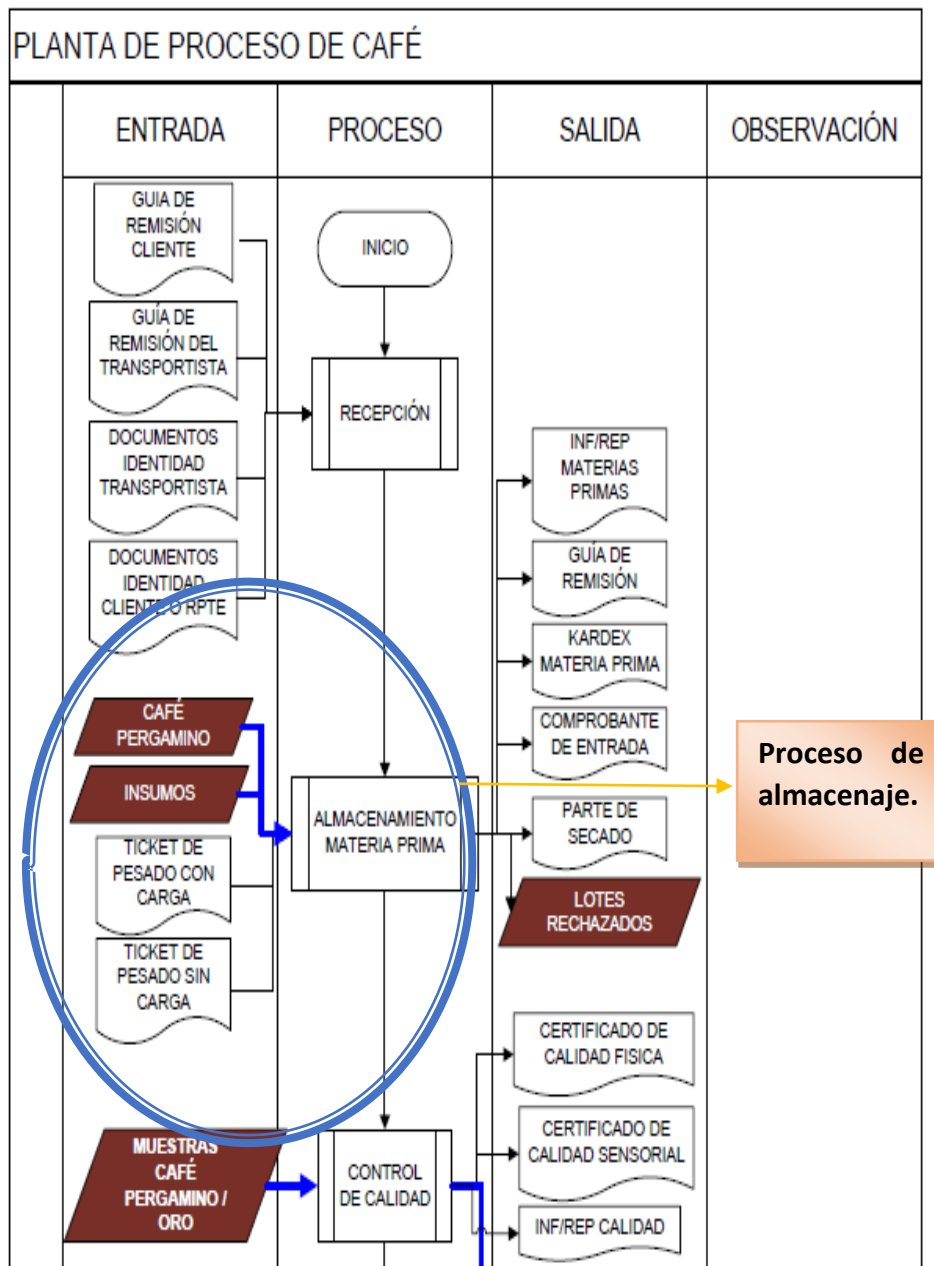 PLANTA DE PROCESO DE CAFÉ
ENTRADA
PROCESO
SALIDA
OBSERVACIÓN
GUIA DE
REMISIÓN
CLIENTE
INICIO
GUÍA DE
REMISIÓN DEL
TRANSPORTISTA
RECEPCIÓN
DOCUMENTOS
IDENTIDAD
TRANSPORTISTA
INF/REP
MATERIAS
PRIMAS
DOCUMENTOS
IDENTIDAD
CLIENTE O RPTE
GUÍA DE
REMISIÓN
KARDEX
MATERIA PRIMA
CAFÉ
PERGAMINO
COMPROBANTE
DE ENTRADA
INSUMOS
ALMACENAMIENTO
MATERIA PRIMA
Proceso de
almacenaje.
PARTE DE
SECADO
TICKET DE
PESADO CON
CARGA
LOTES
RECHAZADOS
TICKET DE
PESADO SIN
CARGA
CERTIFICADO DE
CALIDAD FISICA
MUESTRAS
CAFÉ
PERGAMINO /
ORO
CONTROL
DE CALIDAD
CERTIFICADO DE
CALIDAD SENSORIAL
INF/REP CALIDAD